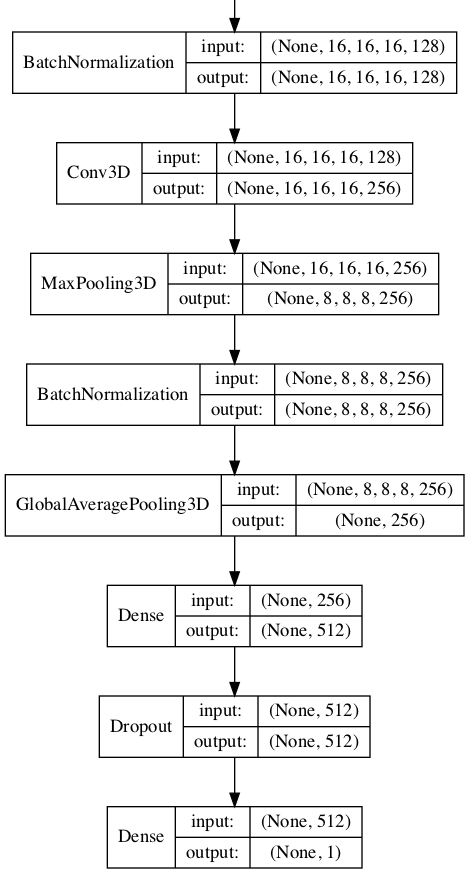 BatchNormalization
input: (None, 16, 16, 16, 128)
output: (None, 16, 16, 16, 128)
Conv3D
input: (None, 16, 16, 16, 128)
output: (None, 16, 16, 16, 256)
MaxPooling3D
input: (None, 16, 16, 16, 256)
output: (None, 8, 8, 8, 256)
BatchNormalization
input: (None, 8, 8, 8, 256)
output: (None, 8, 8, 8, 256)
GlobalAveragePooling3D
input: (None, 8, 8, 8, 256)
output: (None, 256)
Dense
input: (None, 256)
output: (None, 512)
Dropout
input: (None, 512)
output: (None, 512)
Dense
input: (None, 512)
output: (None, 1)